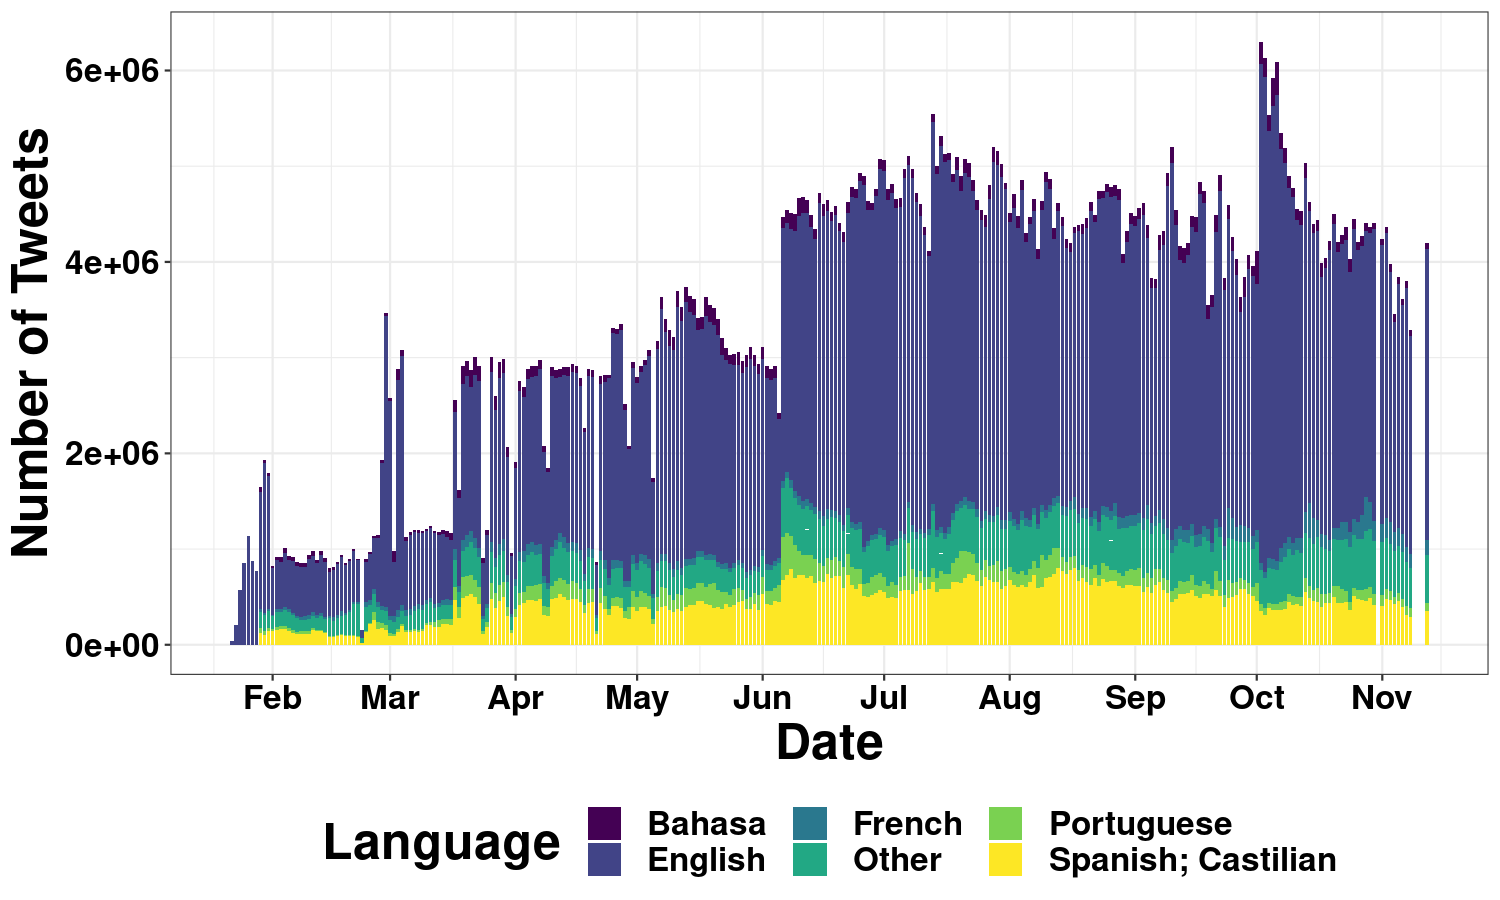 Number of Tweets
6e+06
4e+06
2e+06
0e+00
Feb Mar Apr May Jun Jul Aug Sep Oct Nov
Date
Language
Bahasa French Portuguese
English Other Spanish; Castilian